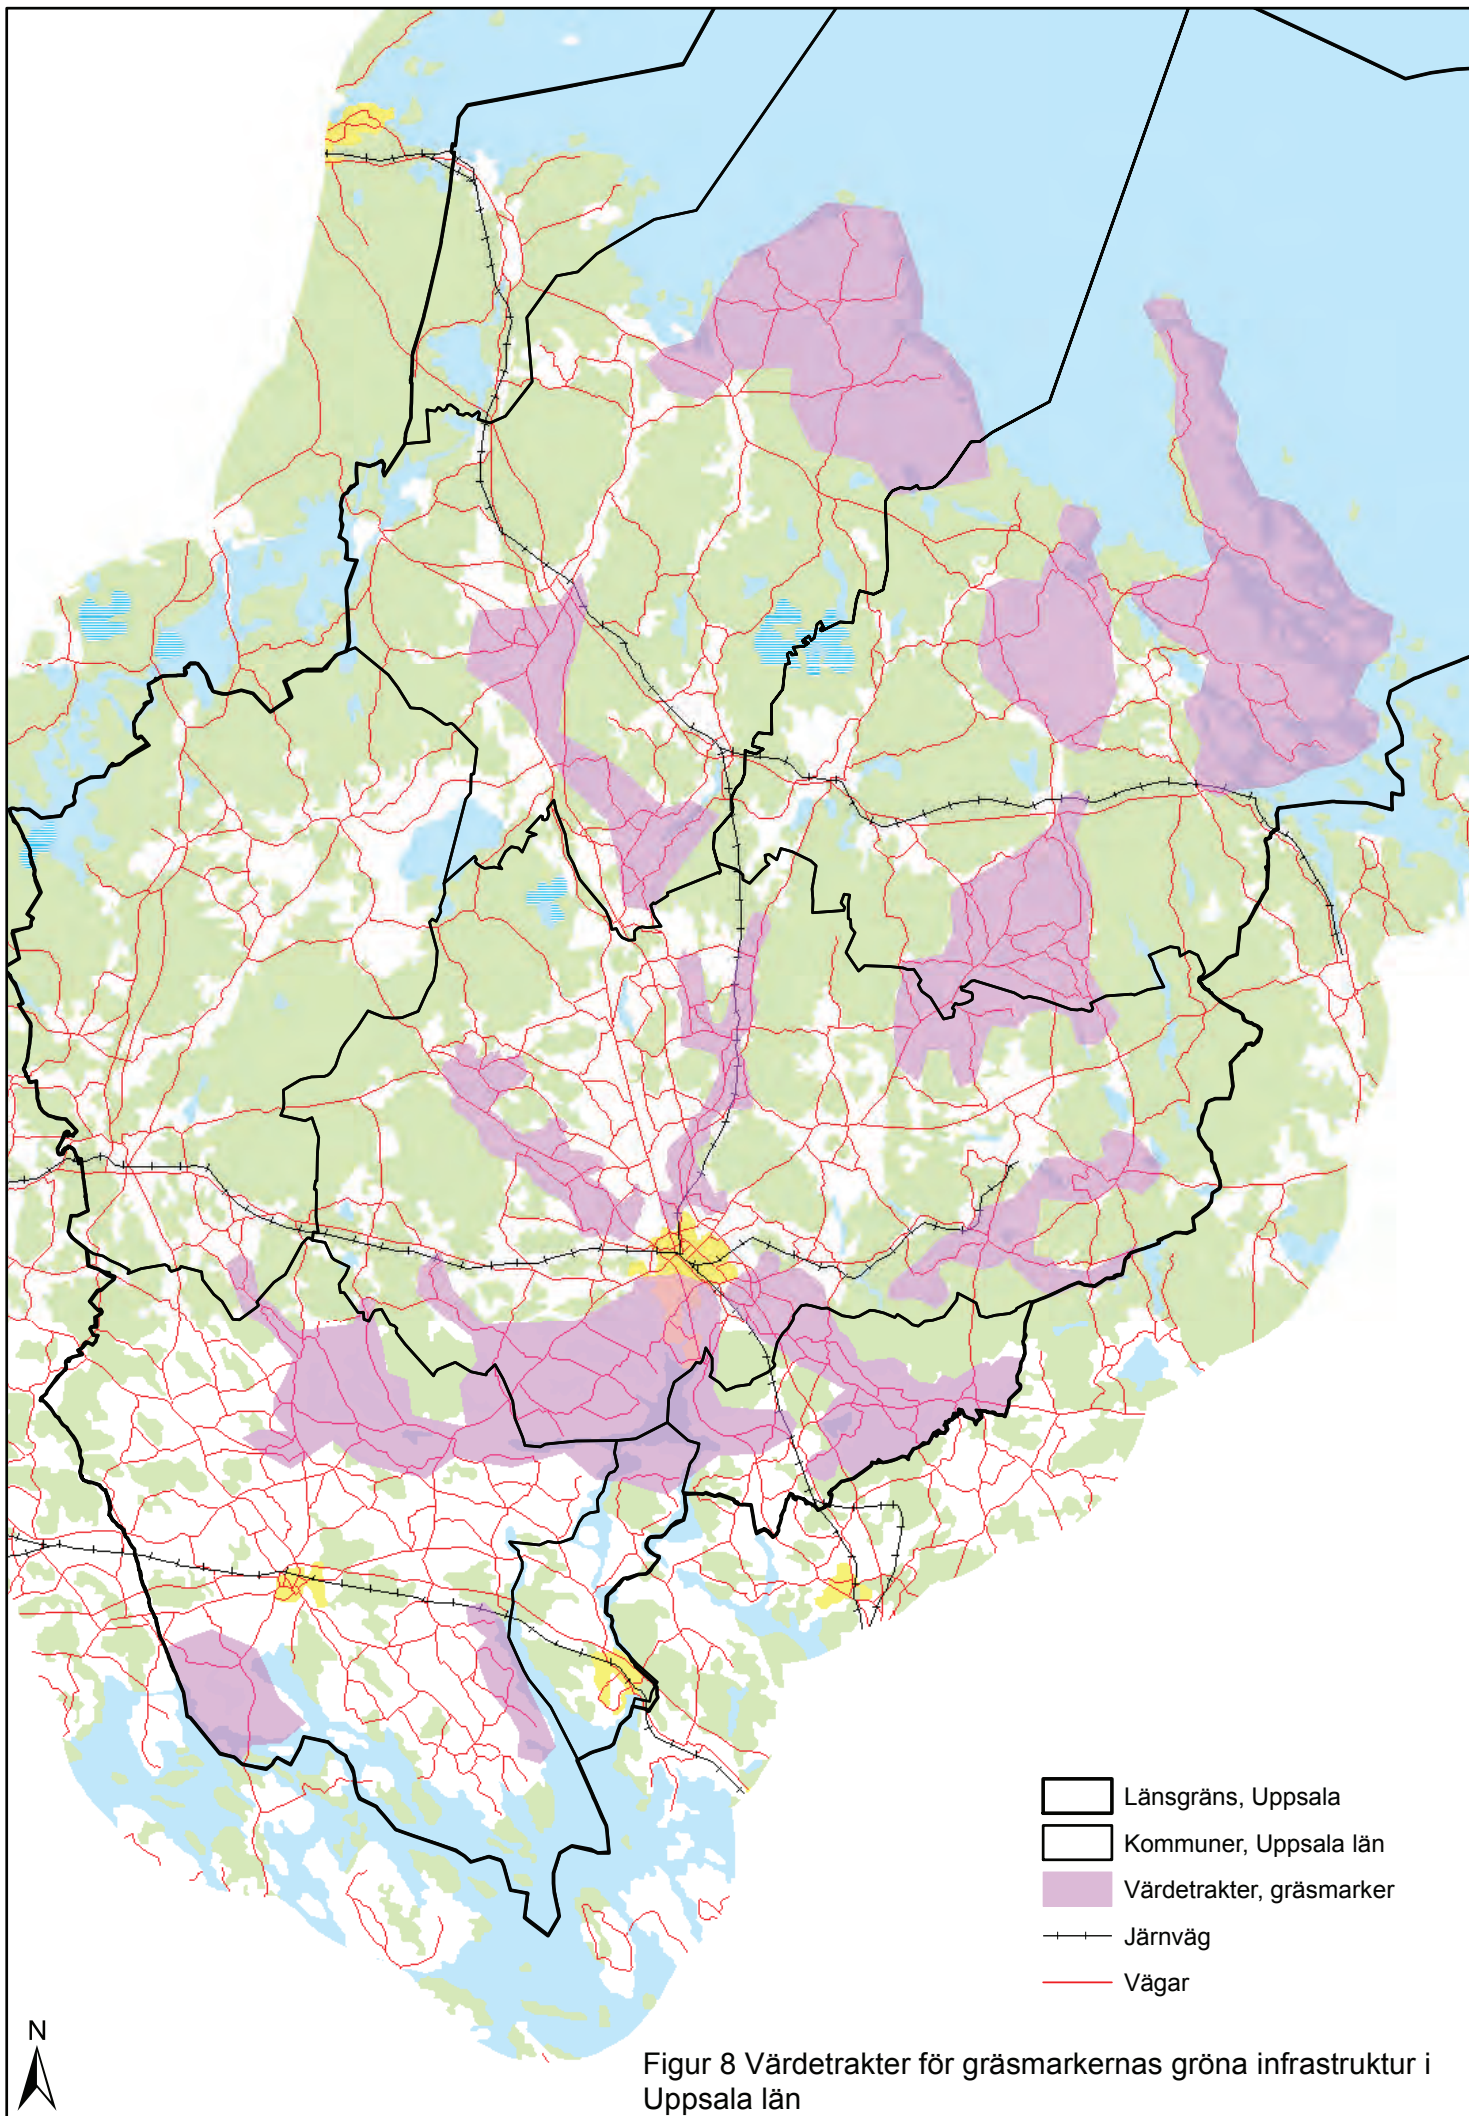 Länsgräns, Uppsala
Kommuner, Uppsala län
Värdetrakter, gräsmarker
Järnväg
Vägar
N
Figur 8 Värdetrakter för gräsmarkernas gröna infrastruktur i
Uppsala län